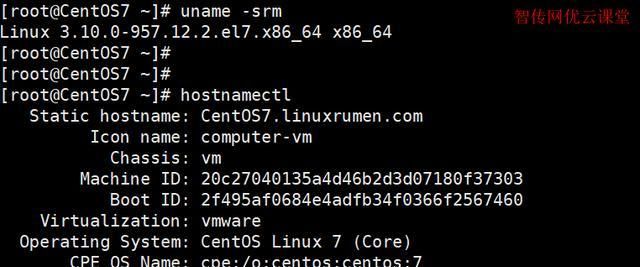 [root@CentOS7 ~]# uname -srm
智传网优云课堂
Linux 3.10.0-957.12.2.el7.x86_64 x86_64
[root@CentOS7 ~]#
[root@CentOS7 ~]#
[root@CentOS7 ~]# hostnamectl
Static hostname: CentOS7.linuxrumen.com
Icon name: computer-vm
Chassis: vm
Machine ID: 20c27040135a4d46b2d3d07180f37303
Boot ID: 2f495af0684e4adfb34f0366f2567460
Virtualization: vmware
Operating System: CentOS Linux 7 (Core)
CPE OS Name: cpe:/o:centos:centos:7